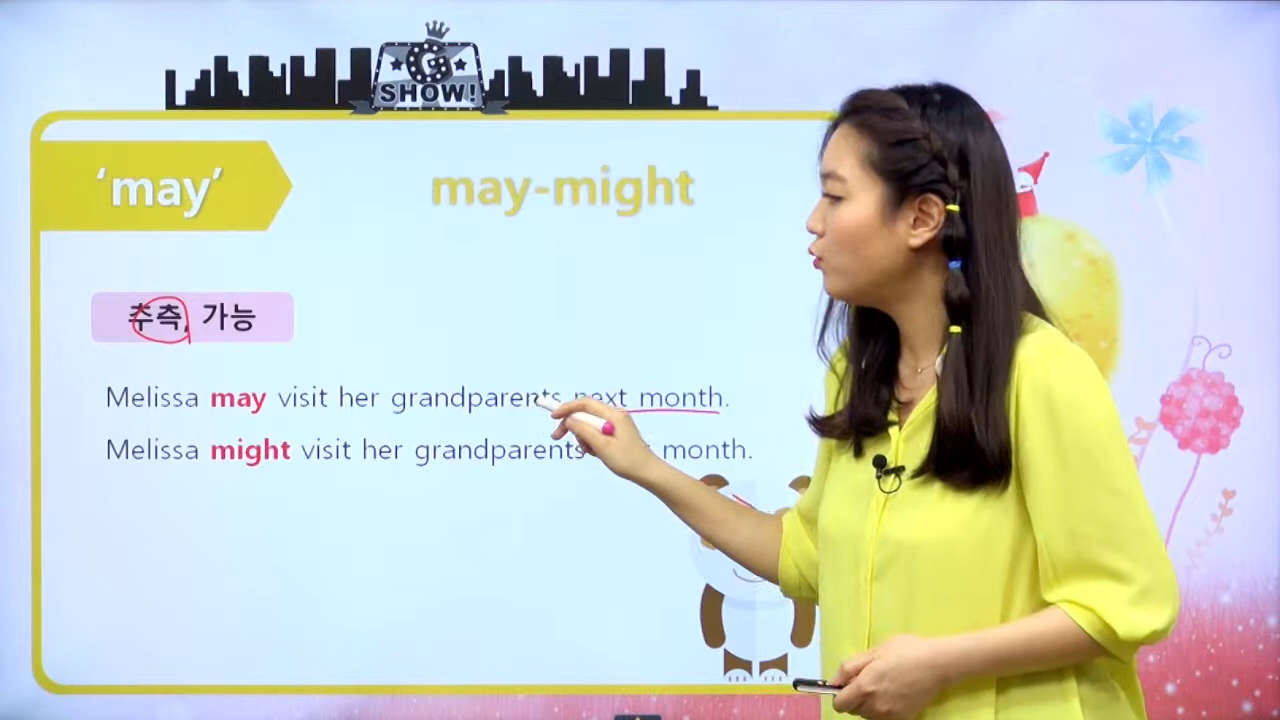 G
SHOW!
‘may’
may-might
추측, 가능
Melissa may visit her grandparents next month.
Melissa might visit her grandparents month.